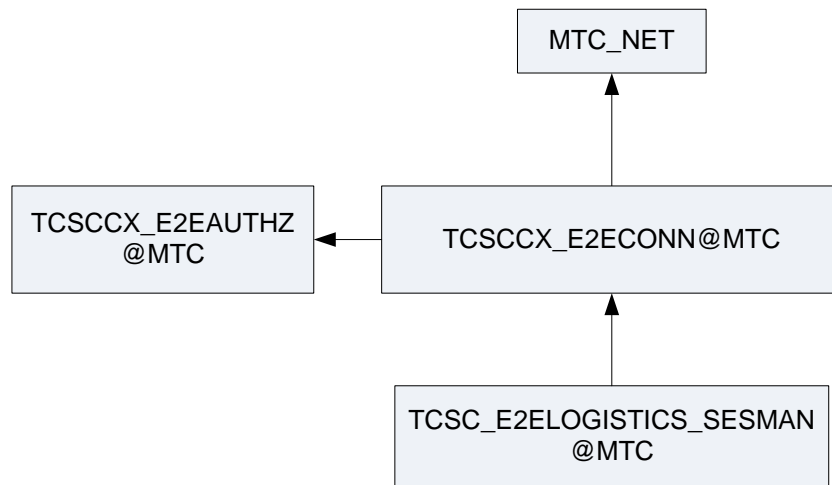 MTC_NET
TCSCCX_E2EAUTHZ
@MTC
TCSCCX_E2ECONN@MTC
TCSC_E2ELOGISTICS_SESMAN
@MTC